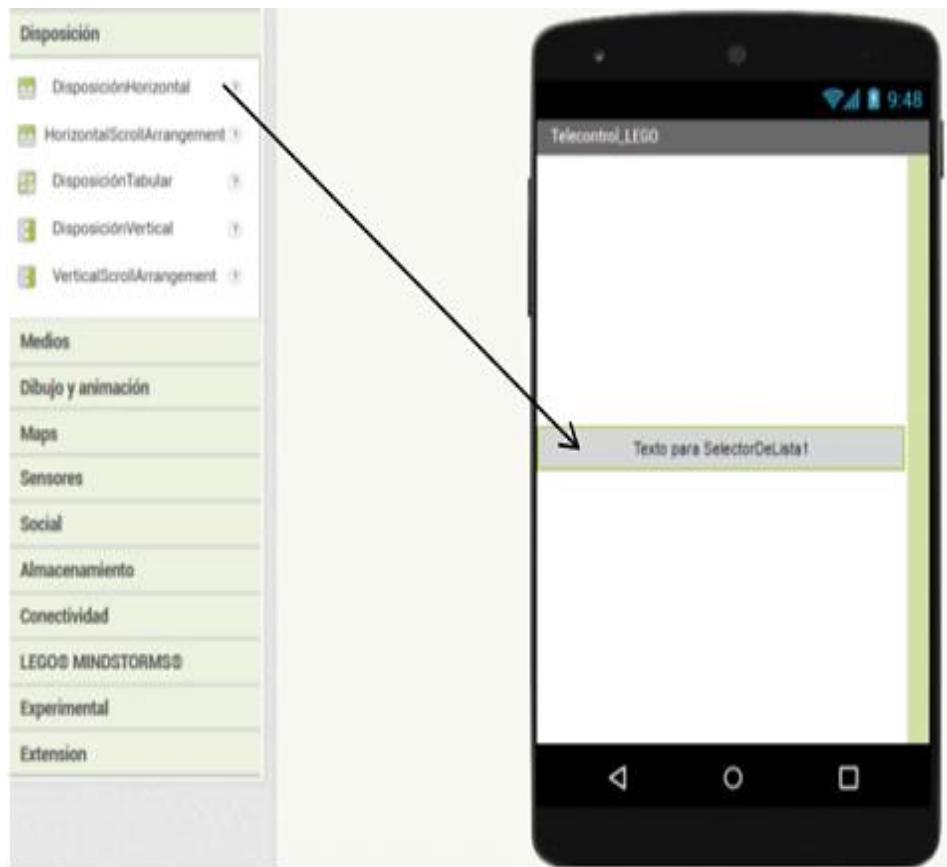 Disposición
DisposiciónHorizontal ?
HorizontalScrollArrangement ?
DisposiciónTabular ?
DisposiciónVertical ?
VerticalScrollArrangement ?
Medios
Dibujo y animación
Maps
Sensores
Social
Almacenamiento
Conectividad
LEGO® MINDSTORMS®
Experimental
Extension
9:48
Telecontrol_LEGO
Texto para SelectorDeLista1